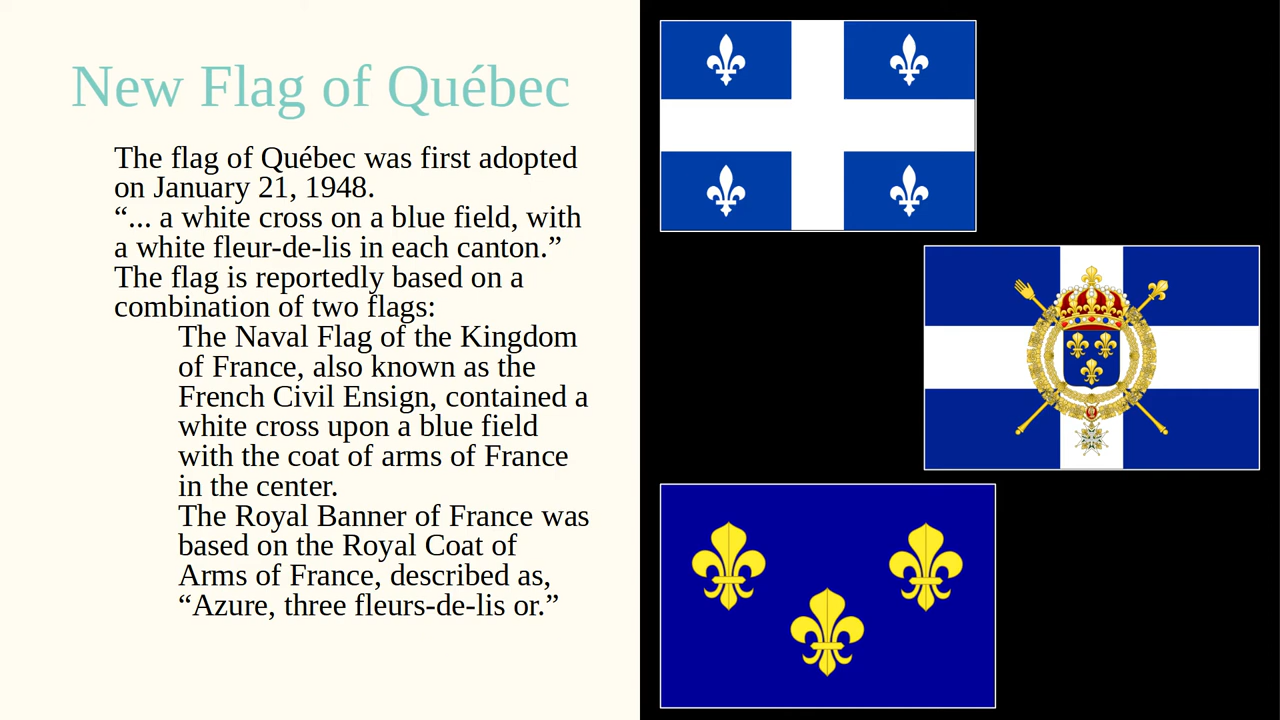 New Flag of Québec
The flag of Québec was first adopted
on January 21, 1948.
“... a white cross on a blue field, with
a white fleur-de-lis in each canton.”
The flag is reportedly based on a
combination of two flags:
The Naval Flag of the Kingdom
of France, also known as the
French Civil Ensign, contained a
white cross upon a blue field
with the coat of arms of France
in the center.
The Royal Banner of France was
based on the Royal Coat of
Arms of France, described as,
“Azure, three fleurs-de-lis or.”